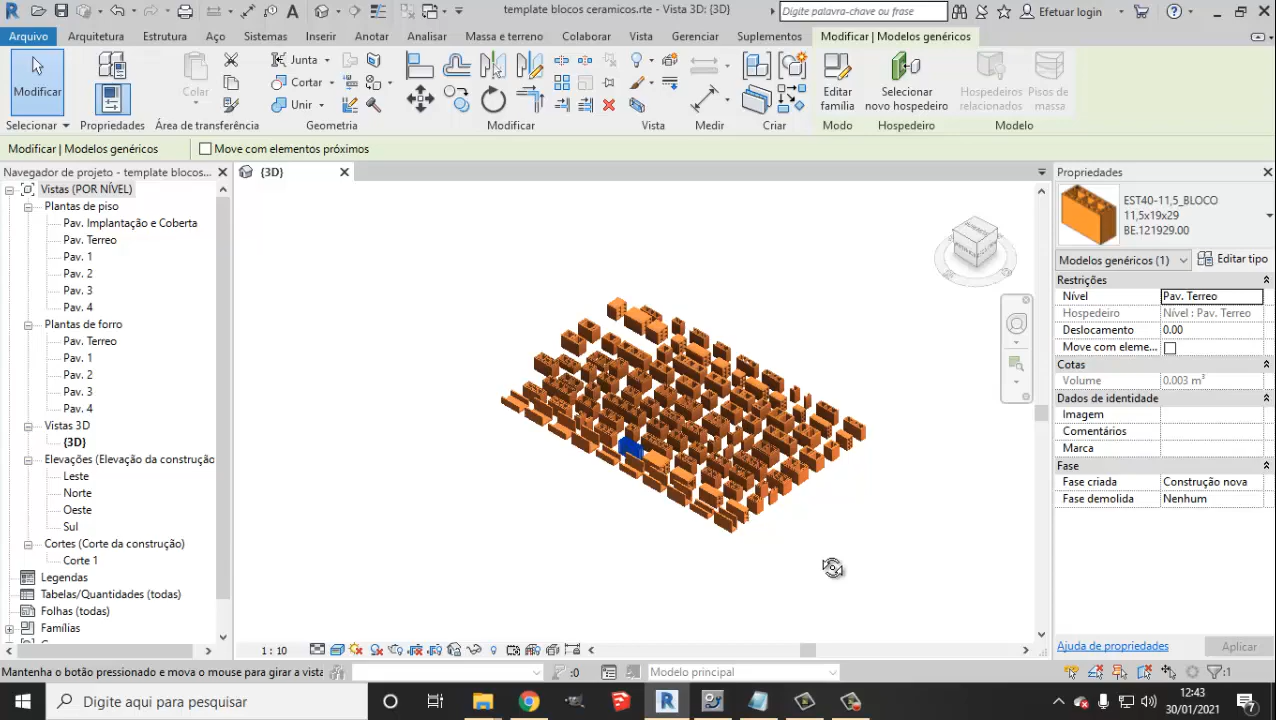 template blocos ceramicos.rte - Vista 3D: {3D}
Digite palavra-chave ou frase
Efetuar login
Arquivo
Arquitetura
Estrutura
Aço
Sistemas
Inserir
Anotar
Analisar
Massa e terreno
Colaborar
Vista
Gerenciar
Suplementos
Modificar | Modelos genéricos
Modificar
Colar
Junta
Cortar
Unir
Editar família
Selecionar novo hospedeiro
Hospedeiros relacionados
Pisos de massa
Selecionar
Propriedades
Área de transferência
Geometria
Modificar
Vista
Medir
Criar
Modo
Hospedeiro
Modelo
Modificar | Modelos genéricos
Move com elementos próximos
Navegador de projeto - template blocos...
Vistas (POR NÍVEL)
Plantas de piso
Pav. Implantação e Coberta
Pav. Terreo
Pav. 1
Pav. 2
Pav. 3
Pav. 4
Plantas de forro
Pav. Terreo
Pav. 1
Pav. 2
Pav. 3
Pav. 4
Vistas 3D
{3D}
Elevações (Elevação da construção
Leste
Norte
Oeste
Sul
Cortes (Corte da construção)
Corte 1
Legendas
Tabelas/Quantidades (todas)
Folhas (todas)
Famílias
{3D}
1 : 10
Propriedades
EST40-11,5_BLOCO
11,5x19x29
BE.121929.00
Modelos genéricos (1)
Editar tipo
Restrições
Nível Pav. Terreo
Hospedeiro Nível : Pav. Terreo
Deslocamento 0.00
Move com eleme...
Cotas
Volume 0.003 m³
Dados de identidade
Imagem
Comentários
Marca
Fase
Fase criada Construção nova
Fase demolida Nenhum
Ajuda de propriedades
Aplicar
Mantenha o botão pressionado e mova o mouse para girar a vista
:0
Modelo principal
:1
Digite aqui para pesquisar
12:43
30/01/2021
7